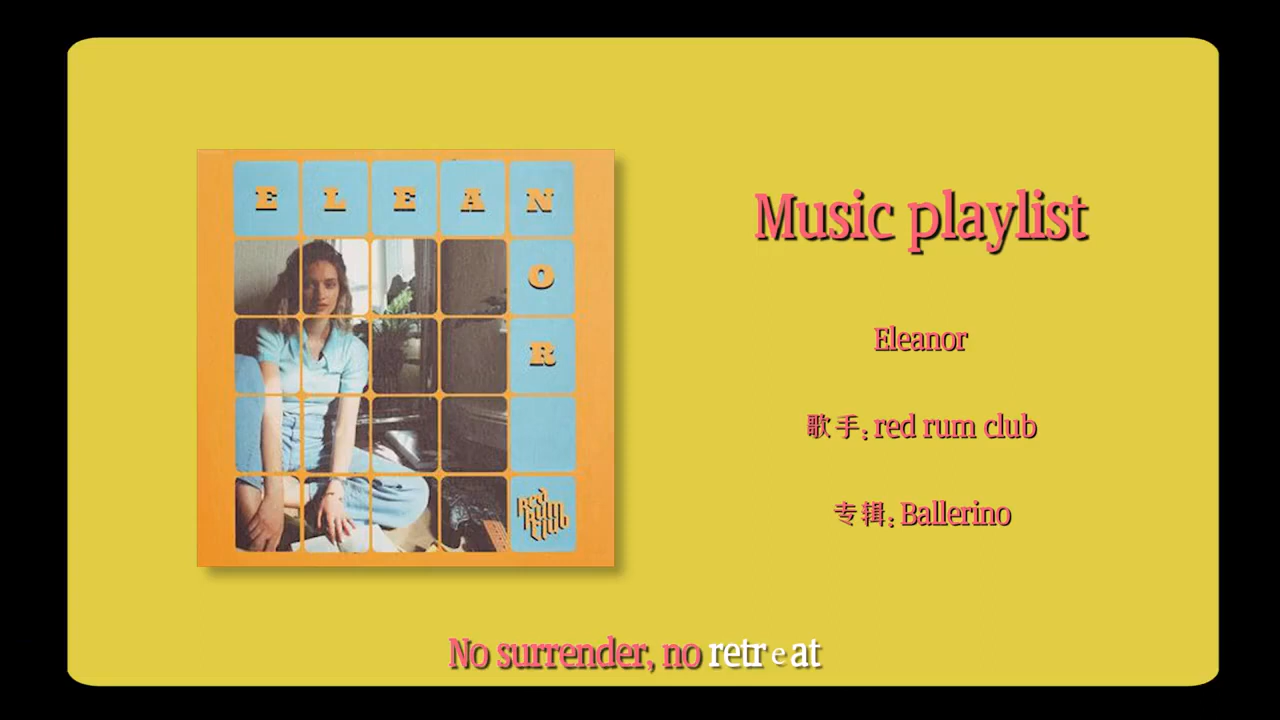 ELEANOR
Red Rum Club
Music playlist
Eleanor
歌手: red rum club
专辑: Ballerino
No surrender, no retreat